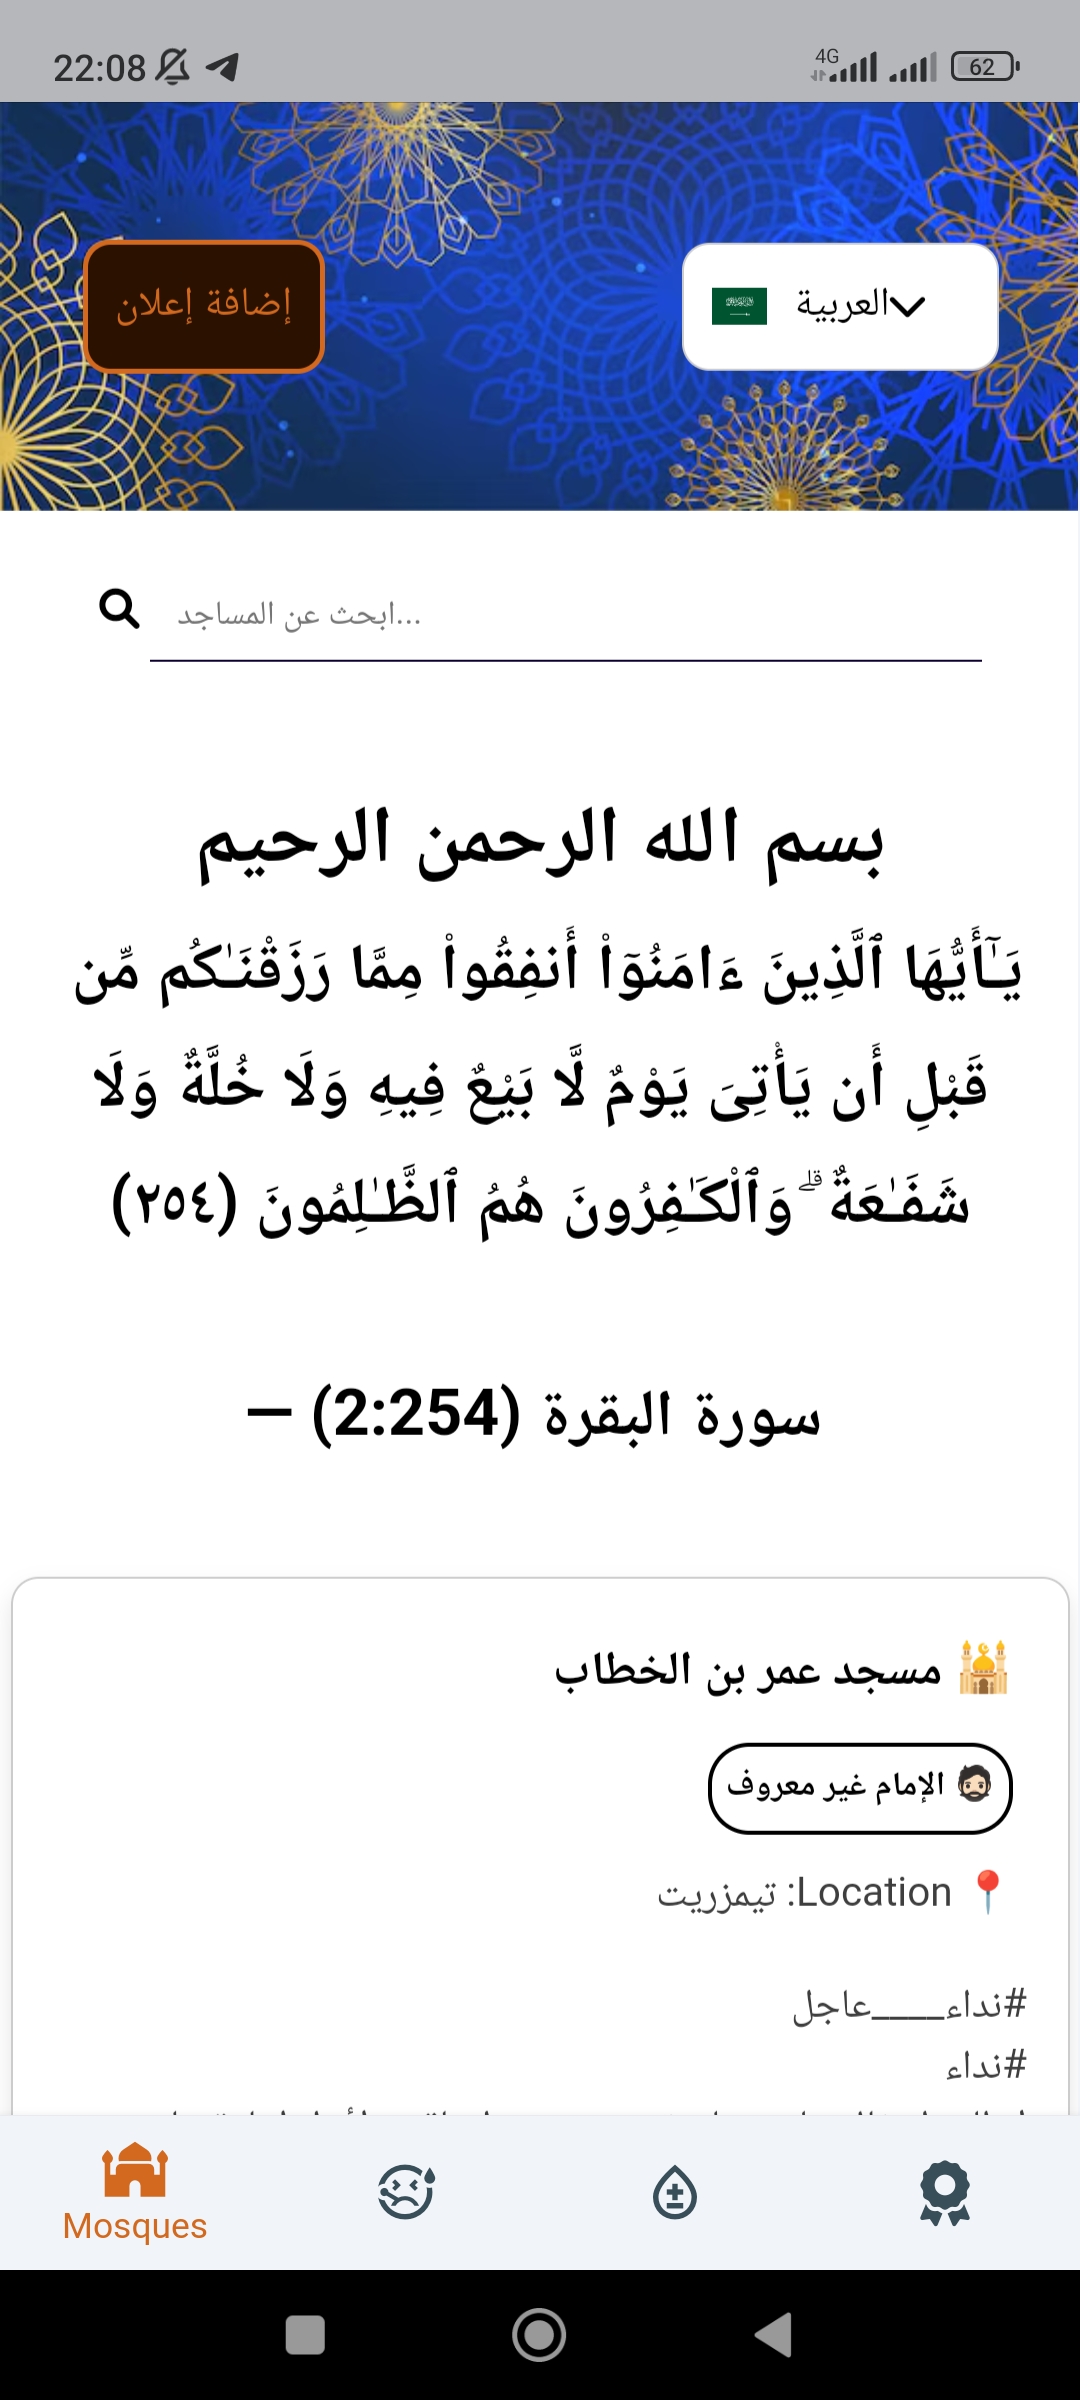 22:08
4G
62
إضافة إعلان
العربية
ابحث عن المساجد...
بسم الله الرحمن الرحيم
يَـٰٓأَيُّهَا ٱلَّذِينَ ءَامَنُوٓا۟ أَنفِقُوا۟ مِمَّا رَزَقْنَـٰكُم مِّن
قَبْلِ أَن يَأْتِىَ يَوْمٌ لَّا بَيْعٌ فِيهِ وَلَا خُلَّةٌ وَلَا
شَفَـٰعَةٌ ۗ وَٱلْكَـٰفِرُونَ هُمُ ٱلظَّـٰلِمُونَ (٢٥٤)
سورة البقرة (2:254) —
🕌 مسجد عمر بن الخطاب
🧔🏻 الإمام غير معروف
📍 Location: تيمزريت
#نداء____عاجل
#نداء
Mosques